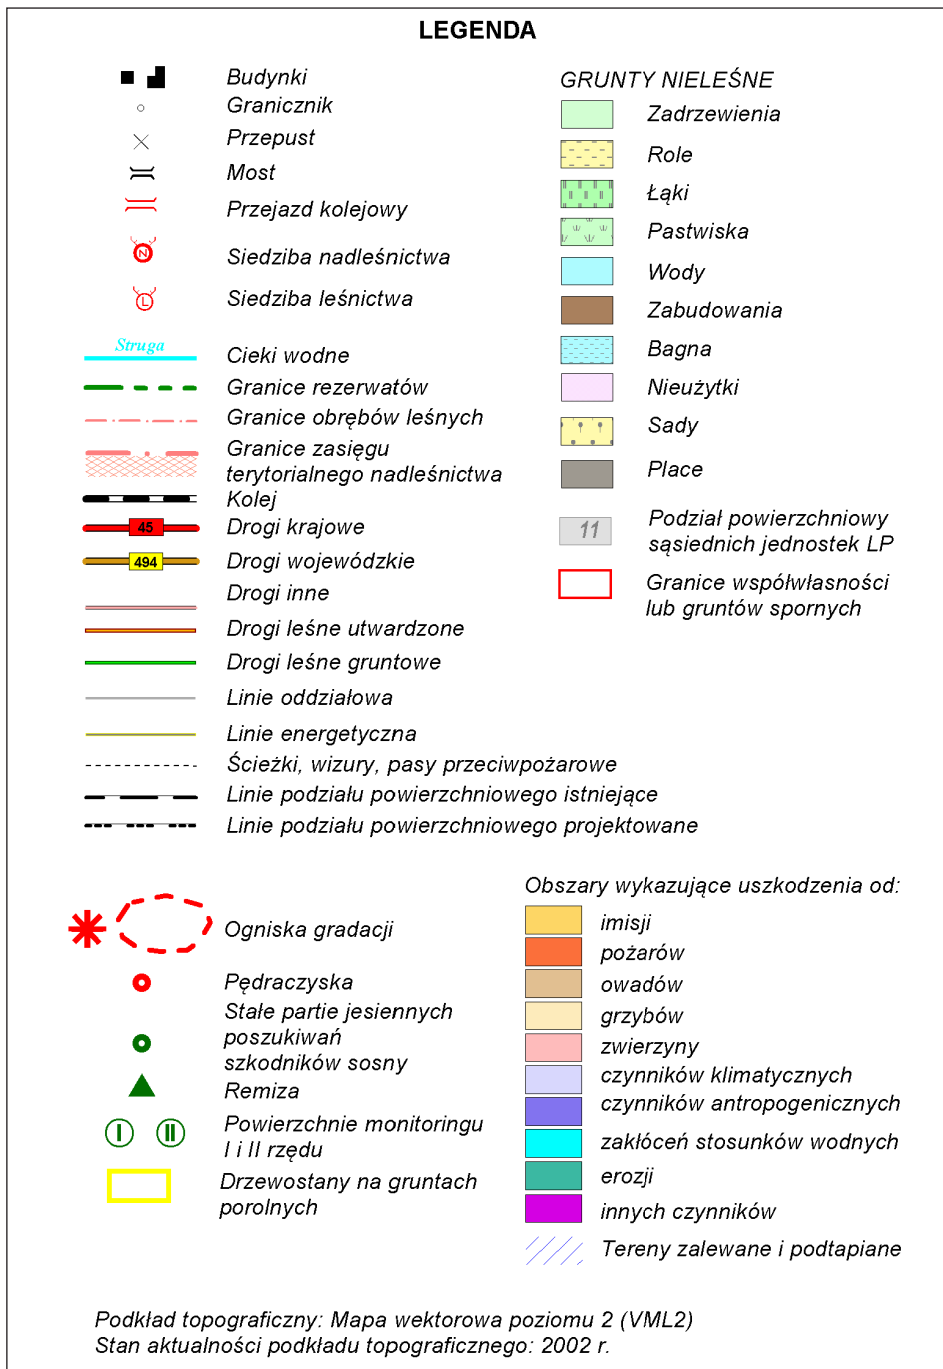 LEGENDA
Budynki
Granicznik
Przepust
Most
Przejazd kolejowy
N
Siedziba nadleśnictwa
L
Siedziba leśnictwa
Struga
Cieki wodne
Granice rezerwatów
Granice obrębów leśnych
Granice zasięgu
terytorialnego nadleśnictwa
Kolej
45
Drogi krajowe
494
Drogi wojewódzkie
Drogi inne
Drogi leśne utwardzone
Drogi leśne gruntowe
Linie oddziałowa
Linie energetyczna
Ścieżki, wizury, pasy przeciwpożarowe
Linie podziału powierzchniowego istniejące
Linie podziału powierzchniowego projektowane
GRUNTY NIELEŚNE
Zadrzewienia
Role
Łąki
Pastwiska
Wody
Zabudowania
Bagna
Nieużytki
Sady
Place
11
Podział powierzchniowy
sąsiednich jednostek LP
Granice współwłasności
lub gruntów spornych
Ogniska gradacji
Pędraczyska
Stałe partie jesiennych
poszukiwań
szkodników sosny
Remiza
I II
Powierzchnie monitoringu
I i II rzędu
Drzewostany na gruntach
porolnych
Obszary wykazujące uszkodzenia od:
imisji
pożarów
owadów
grzybów
zwierzyny
czynników klimatycznych
czynników antropogenicznych
zakłóceń stosunków wodnych
erozji
innych czynników
Tereny zalewane i podtapiane
Podkład topograficzny: Mapa wektorowa poziomu 2 (VML2)
Stan aktualności podkładu topograficznego: 2002 r.